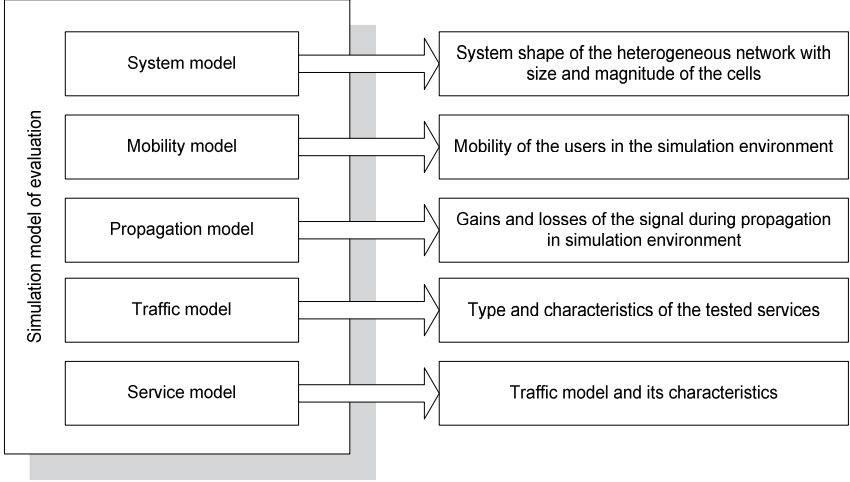 Simulation model of evaluation
System model
System shape of the heterogeneous network with
size and magnitude of the cells
Mobility model
Mobility of the users in the simulation environment
Propagation model
Gains and losses of the signal during propagation
in simulation environment
Traffic model
Type and characteristics of the tested services
Service model
Traffic model and its characteristics